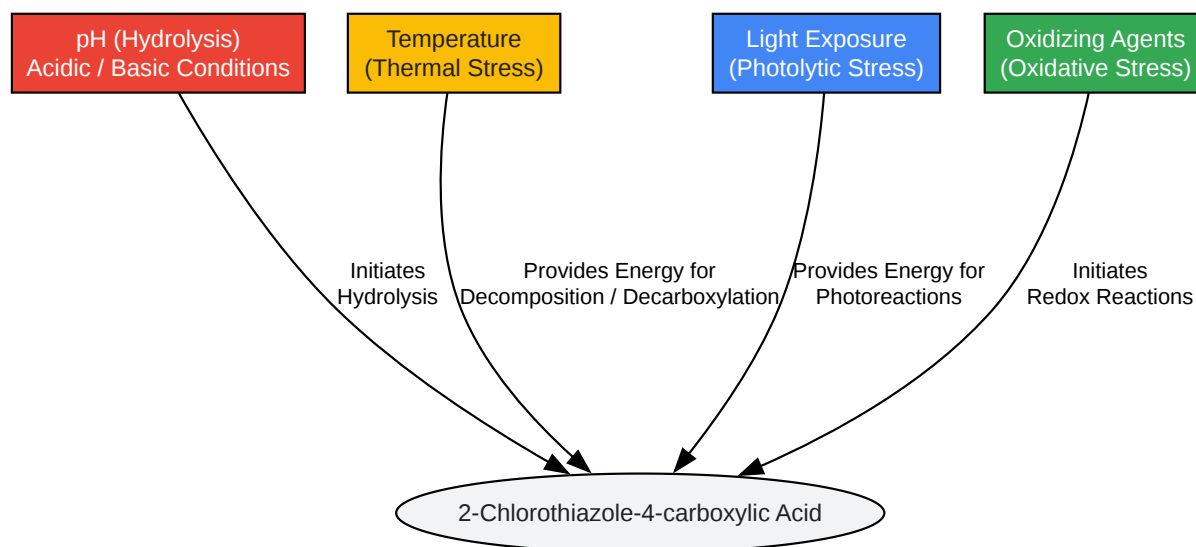 pH (Hydrolysis)
Acidic / Basic Conditions
Temperature
(Thermal Stress)
Light Exposure
(Photolytic Stress)
Oxidizing Agents
(Oxidative Stress)
Initiates
Hydrolysis
Provides Energy for
Decomposition / Decarboxylation
Provides Energy for
Photoreactions
Initiates
Redox Reactions
2-Chlorothiazole-4-carboxylic Acid